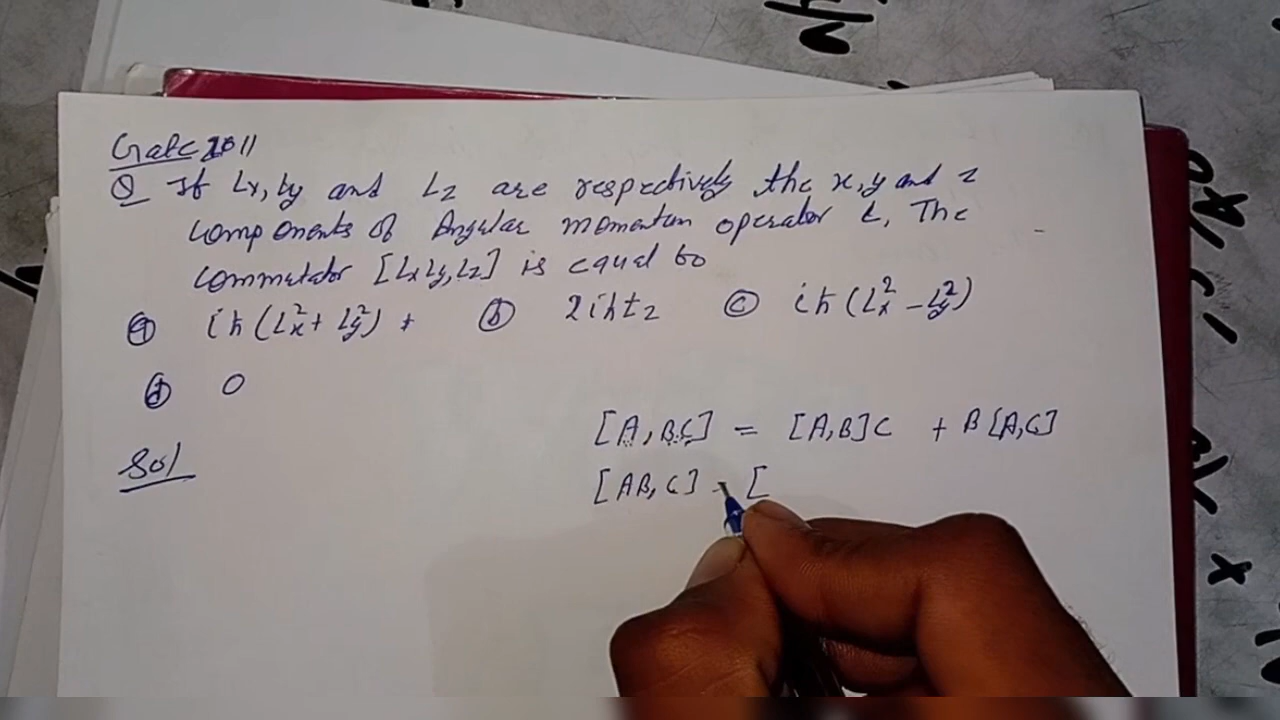 Gate 2011
Q If Lx, Ly and Lz are respectively the x, y and z
components of Angular momentum operator L, The
commutator [LxLy, Lz] is equal to
(a) iħ(Lx² + Ly²) (b) 2iħLz (c) iħ(Lx² - Ly²)
(d) 0
[A, BC] = [A,B]C + B[A,C]
Sol
[AB, C] = [